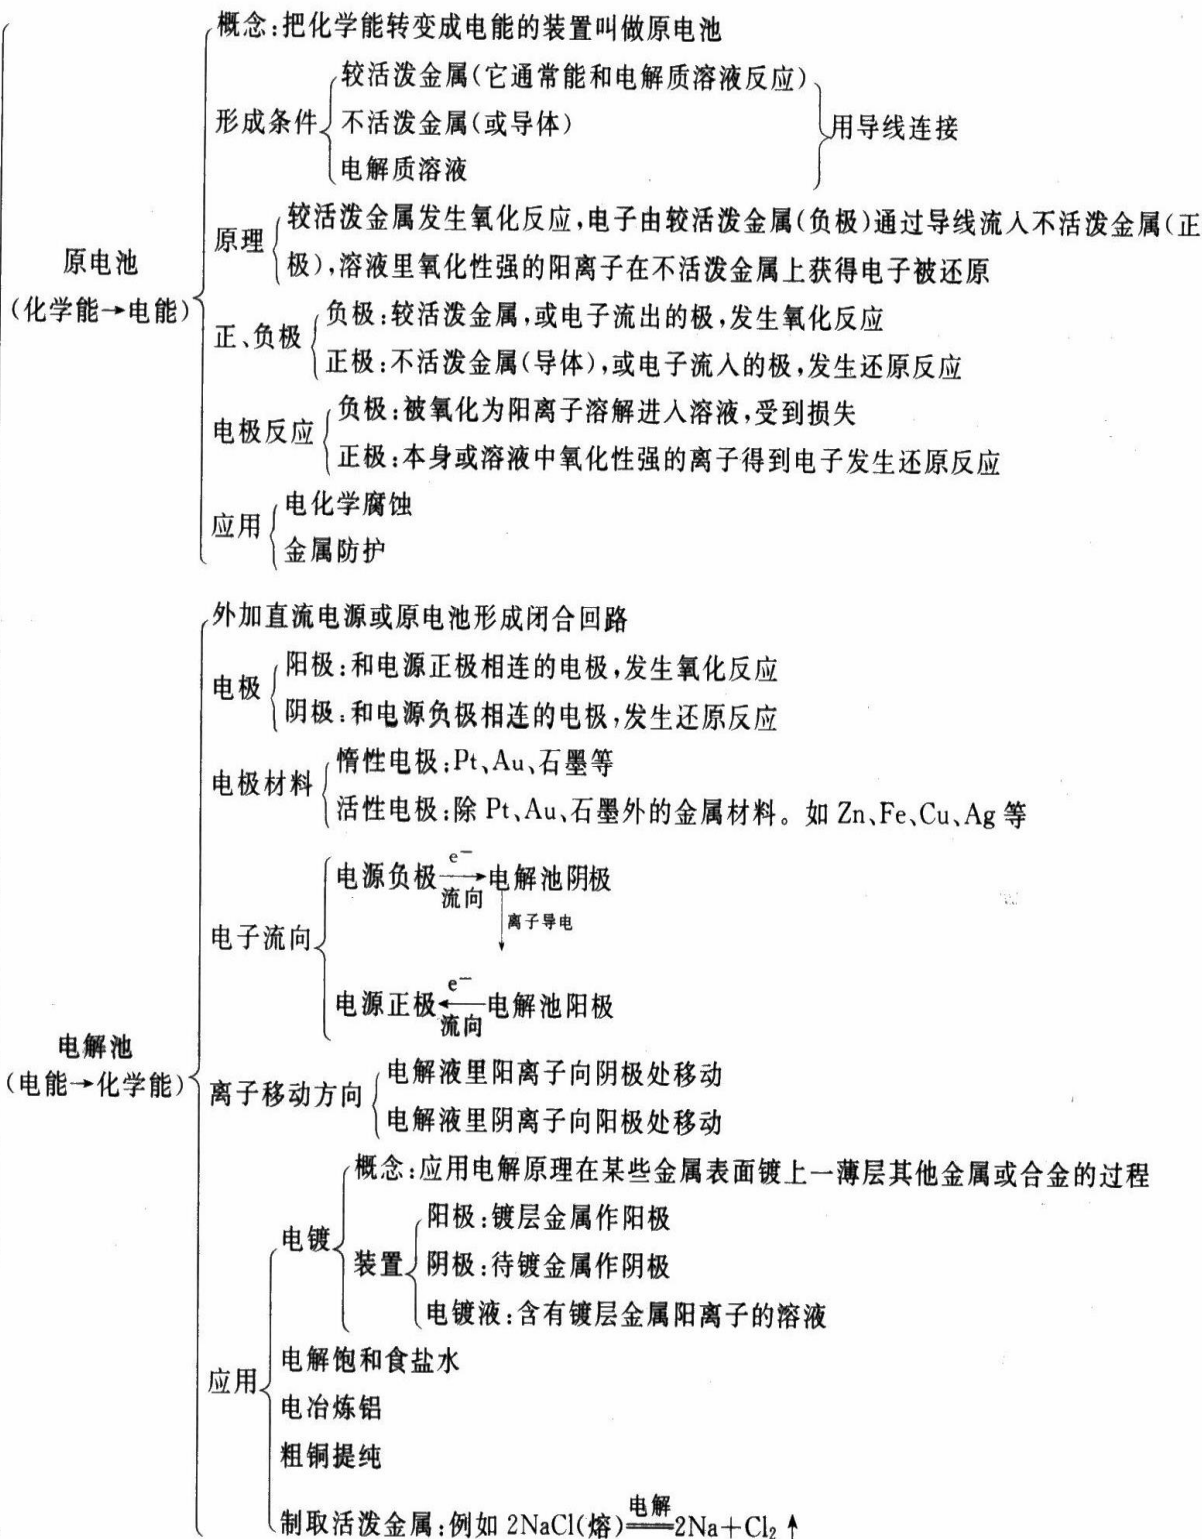 概念:把化学能转变成电能的装置叫做原电池
形成条件
较活泼金属(它通常能和电解质溶液反应)
不活泼金属(或导体)
电解质溶液
用导线连接
原理
较活泼金属发生氧化反应,电子由较活泼金属(负极)通过导线流入不活泼金属(正
极),溶液里氧化性强的阳离子在不活泼金属上获得电子被还原
原电池
(化学能→电能)
正、负极
负极:较活泼金属,或电子流出的极,发生氧化反应
正极:不活泼金属(导体),或电子流入的极,发生还原反应
电极反应
负极:被氧化为阳离子溶解进入溶液,受到损失
正极:本身或溶液中氧化性强的离子得到电子发生还原反应
应用
电化学腐蚀
金属防护
外加直流电源或原电池形成闭合回路
电极
阳极:和电源正极相连的电极,发生氧化反应
阴极:和电源负极相连的电极,发生还原反应
电极材料
惰性电极:Pt、Au、石墨等
活性电极:除 Pt、Au、石墨外的金属材料。如 Zn、Fe、Cu、Ag 等
电子流向
电源负极 e⁻→流向 电解池阴极
↓离子导电
电源正极 e⁻←流向 电解池阳极
电解池
(电能→化学能)
离子移动方向
电解液里阳离子向阴极处移动
电解液里阴离子向阳极处移动
应用
电镀
概念:应用电解原理在某些金属表面镀上一薄层其他金属或合金的过程
装置
阳极:镀层金属作阳极
阴极:待镀金属作阴极
电镀液:含有镀层金属阳离子的溶液
电解饱和食盐水
电冶炼铝
粗铜提纯
制取活泼金属:例如 2NaCl(熔) 电解═══ 2Na+Cl₂↑